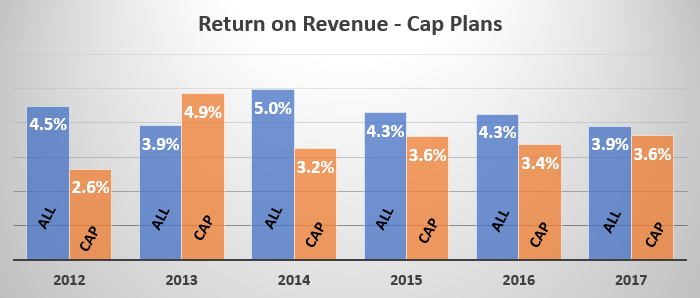 Return on Revenue - Cap Plans
4.5% 2.6% 3.9% 4.9% 5.0% 3.2% 4.3% 3.6% 4.3% 3.4% 3.9% 3.6%
ALL CAP ALL CAP ALL CAP ALL CAP ALL CAP ALL CAP
2012 2013 2014 2015 2016 2017